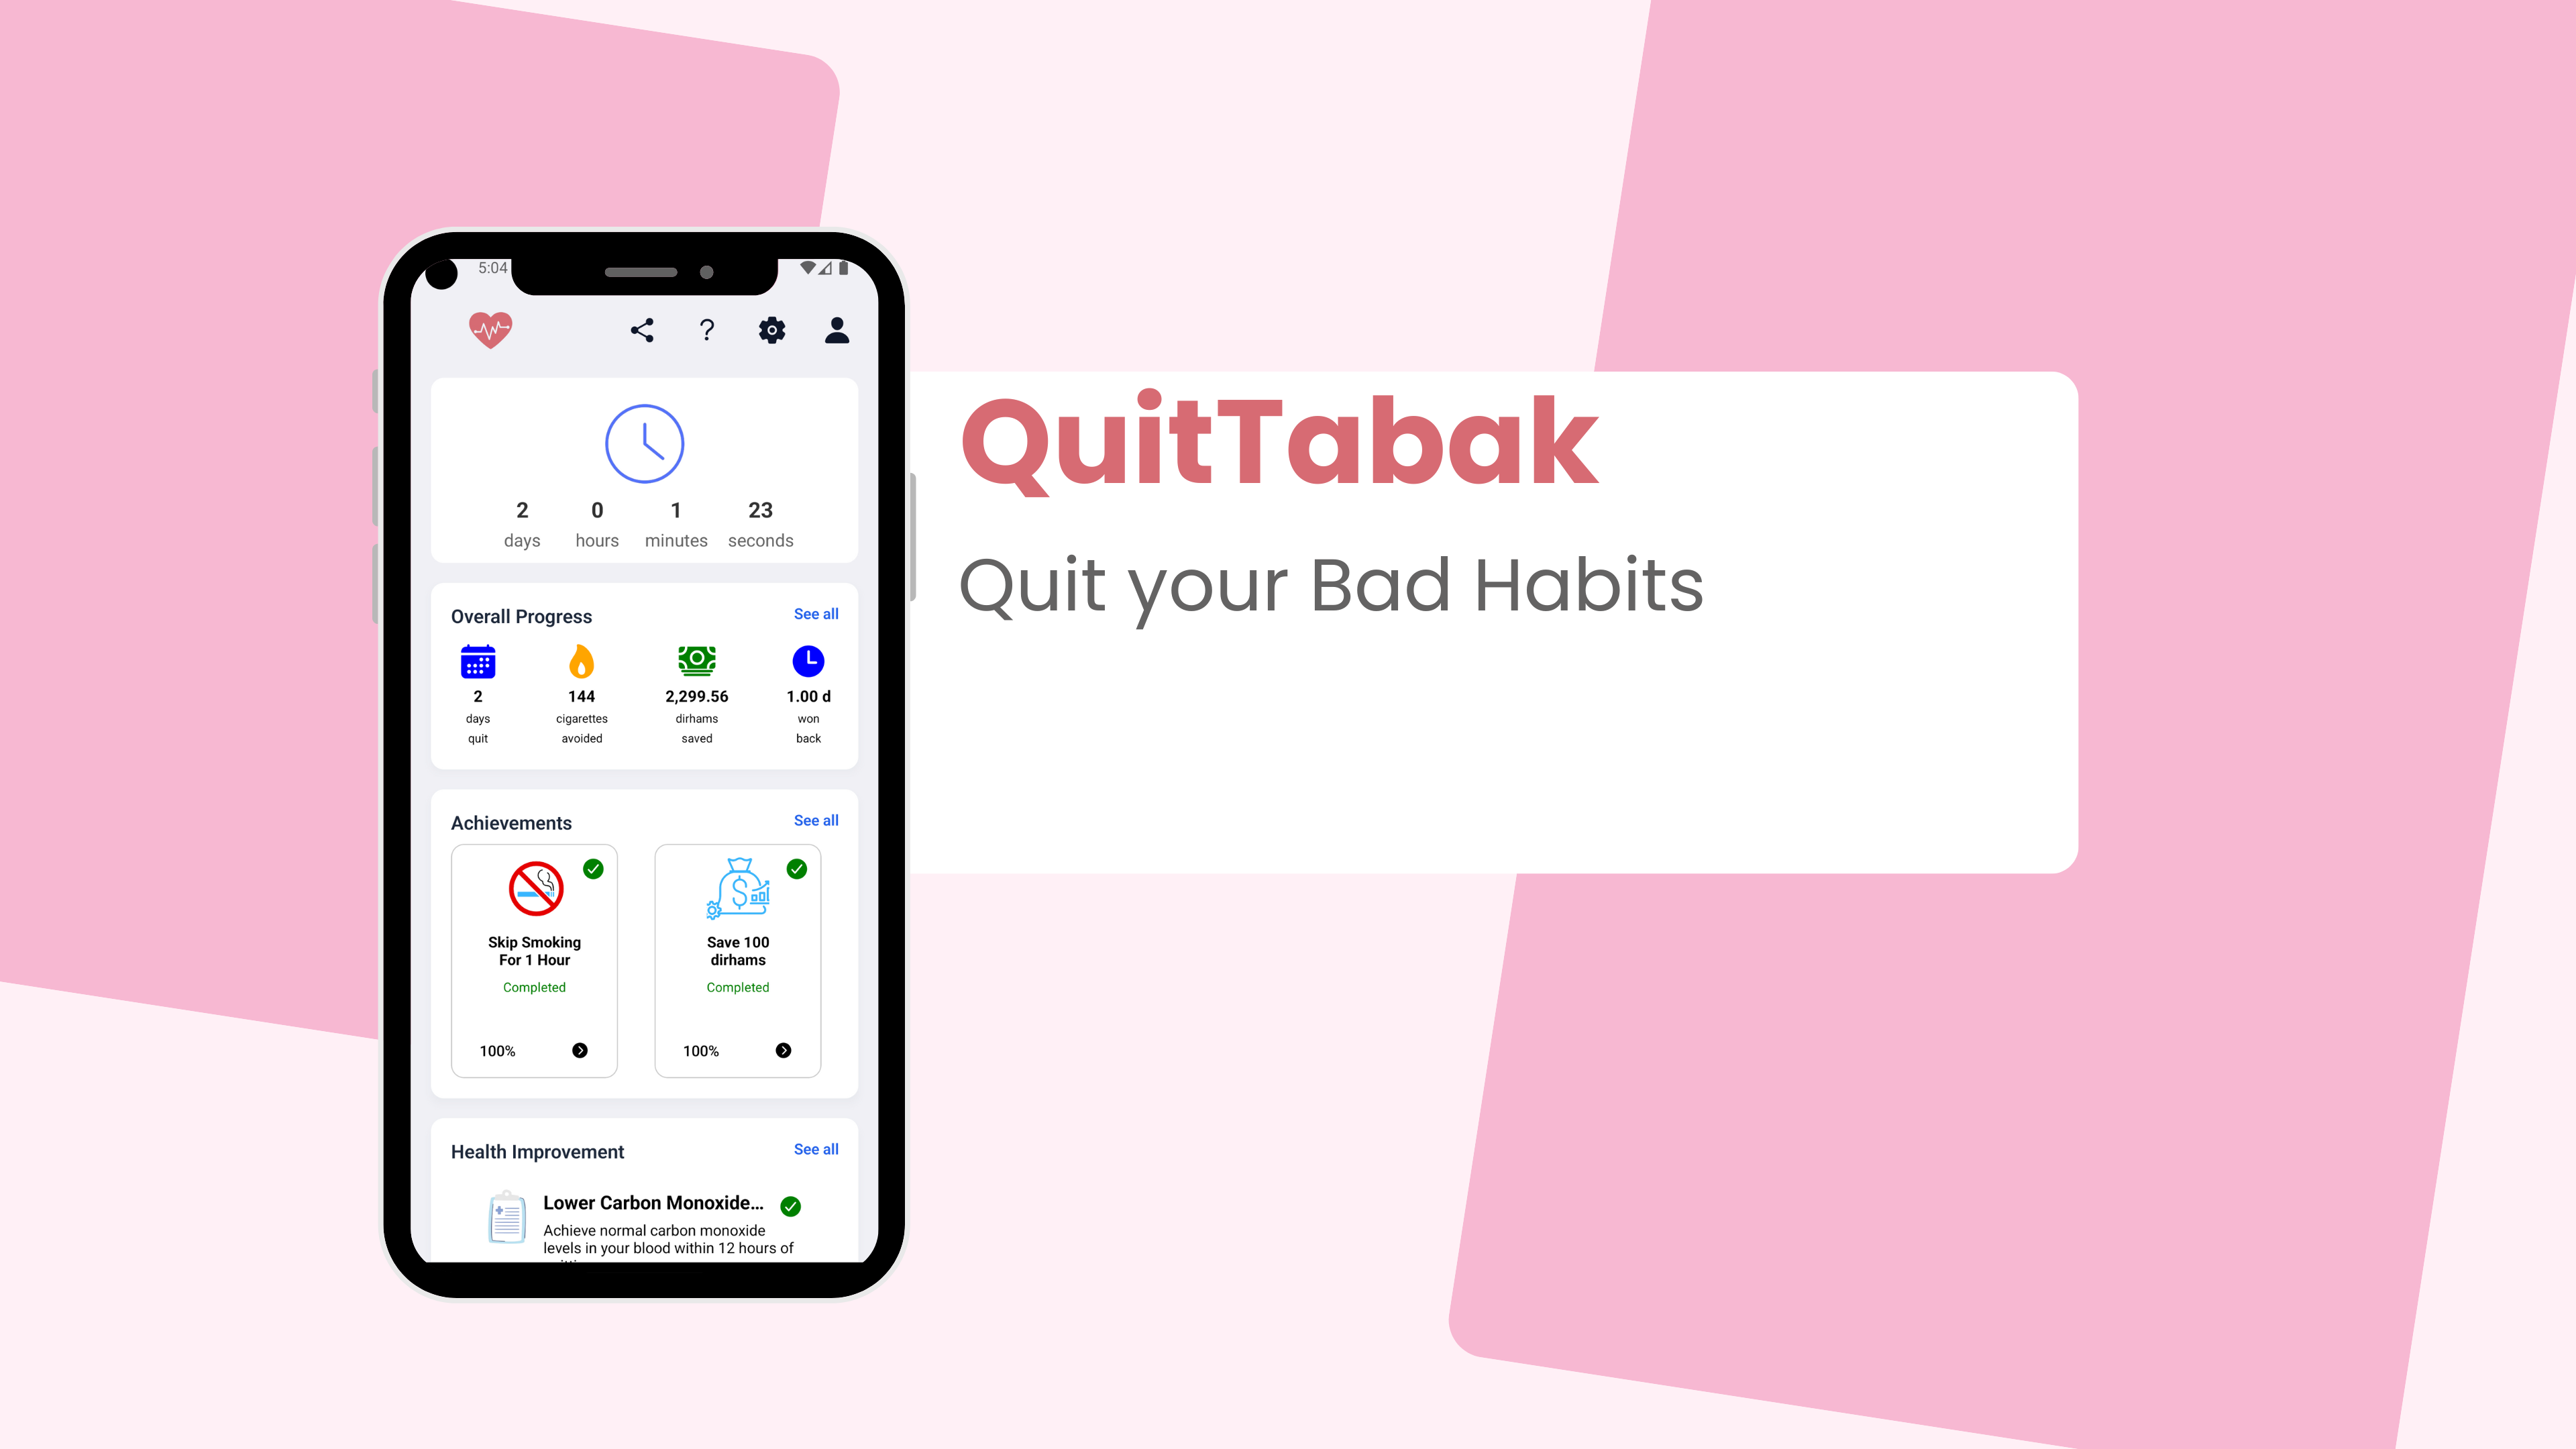 5:04
2 0 1 23
days hours minutes seconds
Overall Progress See all
2 144 2,299.56 1.00 d
days cigarettes dirhams won
quit avoided saved back
Achievements See all
Skip Smoking Save 100
For 1 Hour dirhams
Completed Completed
100% 100%
Health Improvement See all
Lower Carbon Monoxide...
Achieve normal carbon monoxide
levels in your blood within 12 hours of
QuitTabak
Quit your Bad Habits